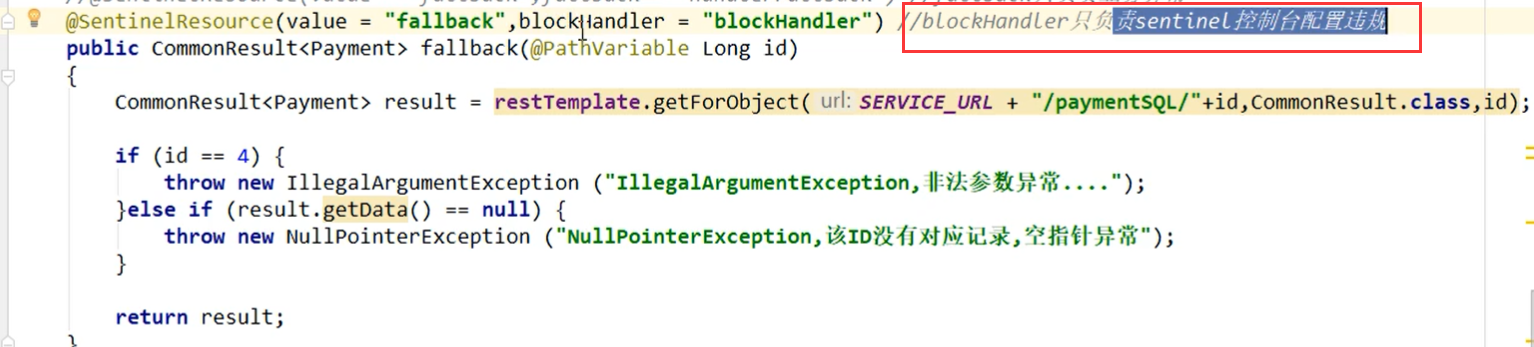 @SentinelResource(value = "fallback",blockHandler = "blockHandler") //blockHandler只负责sentinel控制台配置违规
public CommonResult<Payment> fallback(@PathVariable Long id)
{
CommonResult<Payment> result = restTemplate.getForObject( url: SERVICE_URL + "/paymentSQL/"+id,CommonResult.class,id);
if (id == 4) {
throw new IllegalArgumentException ("IllegalArgumentException,非法参数异常....");
}else if (result.getData() == null) {
throw new NullPointerException ("NullPointerException,该ID没有对应记录,空指针异常");
}
return result;
}